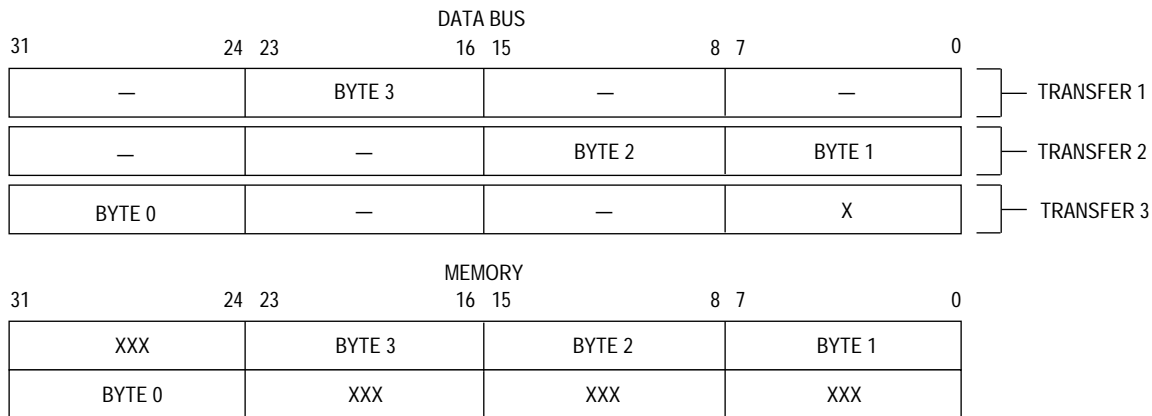 DATA BUS
31 24 23 16 15 8 7 0
— BYTE 3 — — TRANSFER 1
— — BYTE 2 BYTE 1 TRANSFER 2
BYTE 0 — — X TRANSFER 3
MEMORY
31 24 23 16 15 8 7 0
XXX BYTE 3 BYTE 2 BYTE 1
BYTE 0 XXX XXX XXX